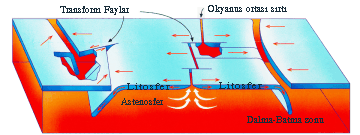 Transform Faylar
Okyanus ortası sırtı
Litosfer
Litosfer
Astenosfer
Dalma-Batma zonu